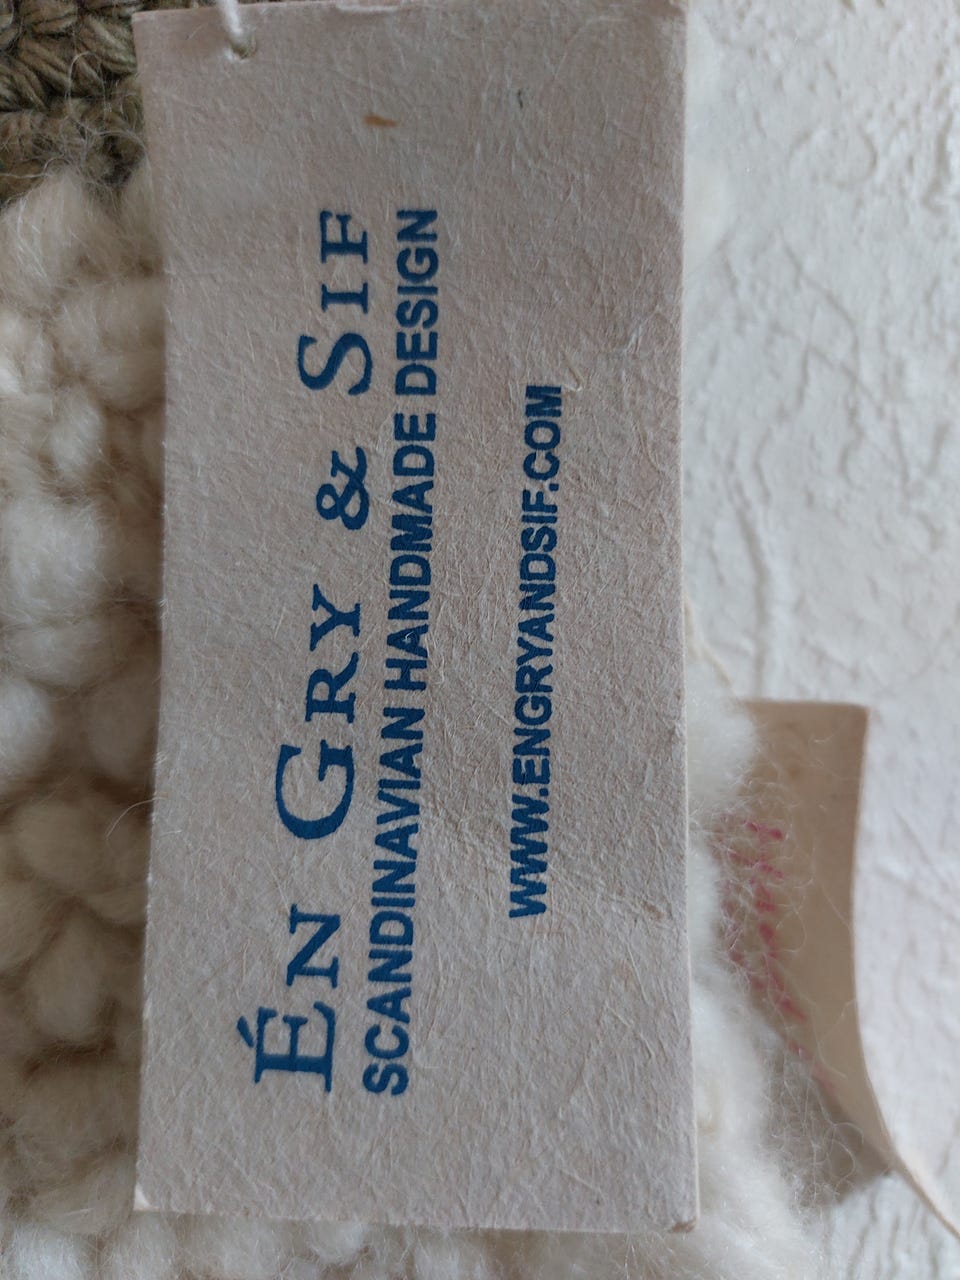 Én Gry & Sif
SCANDINAVIAN HANDMADE DESIGN
WWW.ENGRYANDSIF.COM